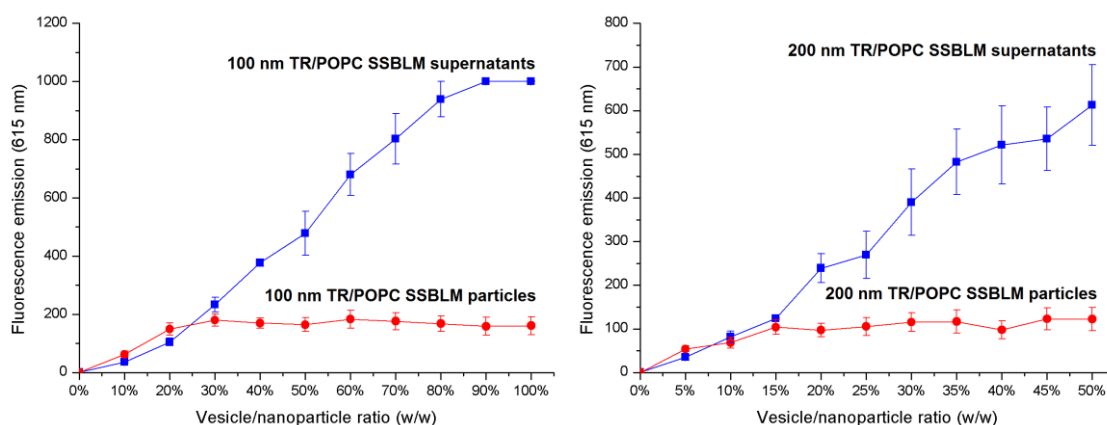 1200
1000
800
600
400
200
0
Fluorescence emission (615 nm)
100 nm TR/POPC SSBLM supernatants
100 nm TR/POPC SSBLM particles
0% 10% 20% 30% 40% 50% 60% 70% 80% 90% 100%
Vesicle/nanoparticle ratio (w/w)
800
700
600
500
400
300
200
100
0
Fluorescence emission (615 nm)
200 nm TR/POPC SSBLM supernatants
200 nm TR/POPC SSBLM particles
0% 5% 10% 15% 20% 25% 30% 35% 40% 45% 50%
Vesicle/nanoparticle ratio (w/w)